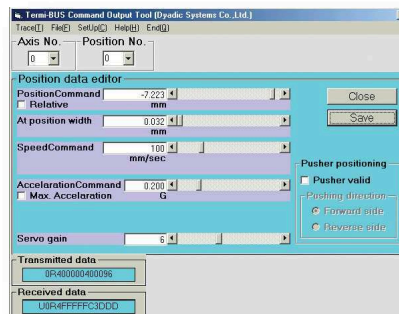 Termi-BUS Command Output Tool (Dyadic Systems Co.,Ltd.)
Trace(T) File(F) SetUp(C) Help(H) End(Q)
Axis No. Position No.
0 0
Position data editor
PositionCommand -7.223
Relative mm
Close
At position width 0.032
mm
Save
SpeedCommand 100
mm/sec
Pusher positioning
Pusher valid
AccelarationCommand 0.200
Max. Acceleration G
Pushing direction
Forward side
Reverse side
Servo gain 6
Transmitted data
0R400000400096
Received data
U0R4FFFFFC3DDD